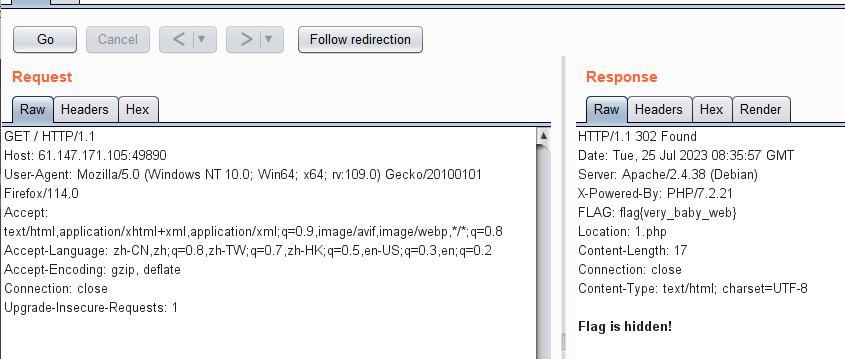 Go Cancel < > Follow redirection
Request
Raw Headers Hex
GET / HTTP/1.1
Host: 61.147.171.105:49890
User-Agent: Mozilla/5.0 (Windows NT 10.0; Win64; x64; rv:109.0) Gecko/20100101
Firefox/114.0
Accept:
text/html,application/xhtml+xml,application/xml;q=0.9,image/avif,image/webp,*/*;q=0.8
Accept-Language: zh-CN,zh;q=0.8,zh-TW;q=0.7,zh-HK;q=0.5,en-US;q=0.3,en;q=0.2
Accept-Encoding: gzip, deflate
Connection: close
Upgrade-Insecure-Requests: 1
Response
Raw Headers Hex Render
HTTP/1.1 302 Found
Date: Tue, 25 Jul 2023 08:35:57 GMT
Server: Apache/2.4.38 (Debian)
X-Powered-By: PHP/7.2.21
FLAG: flag{very_baby_web}
Location: 1.php
Content-Length: 17
Connection: close
Content-Type: text/html; charset=UTF-8
Flag is hidden!